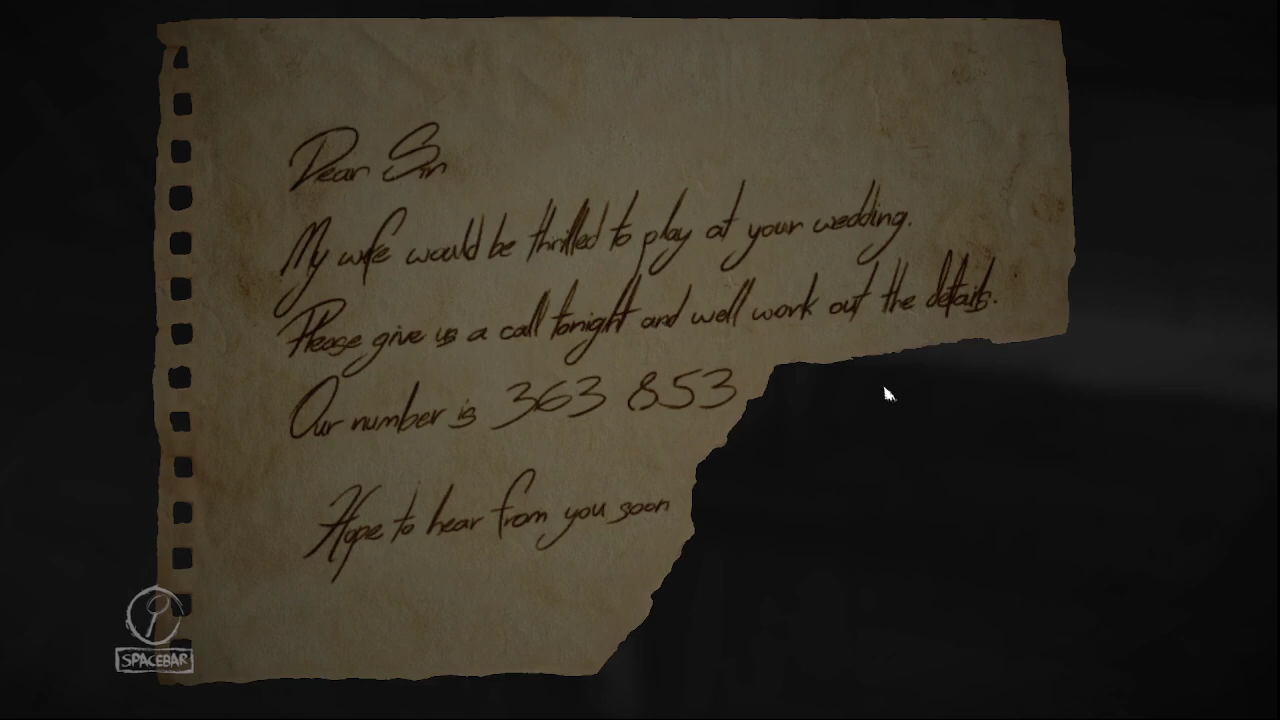 Dear Sir
My wife would be thrilled to play at your wedding.
Please give us a call tonight and well work out the details.
Our number is 363 853
Hope to hear from you soon
SPACEBAR